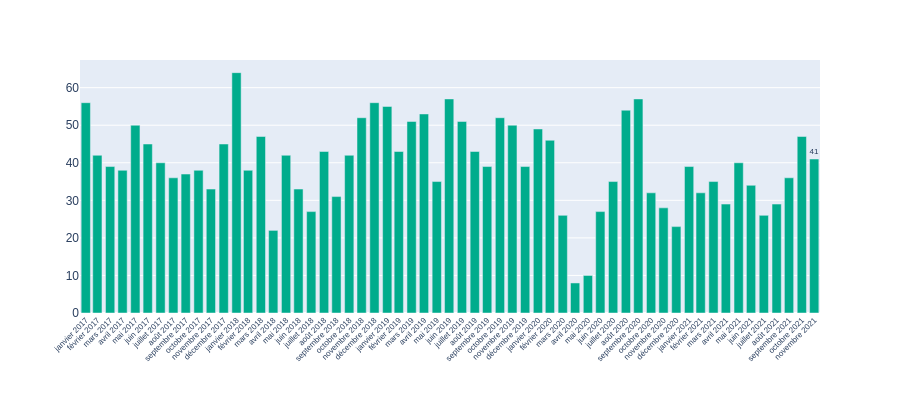 60
50
40
30
20
10
0
41
janvier 2017
février 2017
mars 2017
avril 2017
mai 2017
juin 2017
juillet 2017
août 2017
septembre 2017
octobre 2017
novembre 2017
décembre 2017
janvier 2018
février 2018
mars 2018
avril 2018
mai 2018
juin 2018
juillet 2018
août 2018
septembre 2018
octobre 2018
novembre 2018
décembre 2018
janvier 2019
février 2019
mars 2019
avril 2019
mai 2019
juin 2019
juillet 2019
août 2019
septembre 2019
octobre 2019
novembre 2019
décembre 2019
janvier 2020
février 2020
mars 2020
avril 2020
mai 2020
juin 2020
juillet 2020
août 2020
septembre 2020
octobre 2020
novembre 2020
décembre 2020
janvier 2021
février 2021
mars 2021
avril 2021
mai 2021
juin 2021
juillet 2021
août 2021
septembre 2021
octobre 2021
novembre 2021